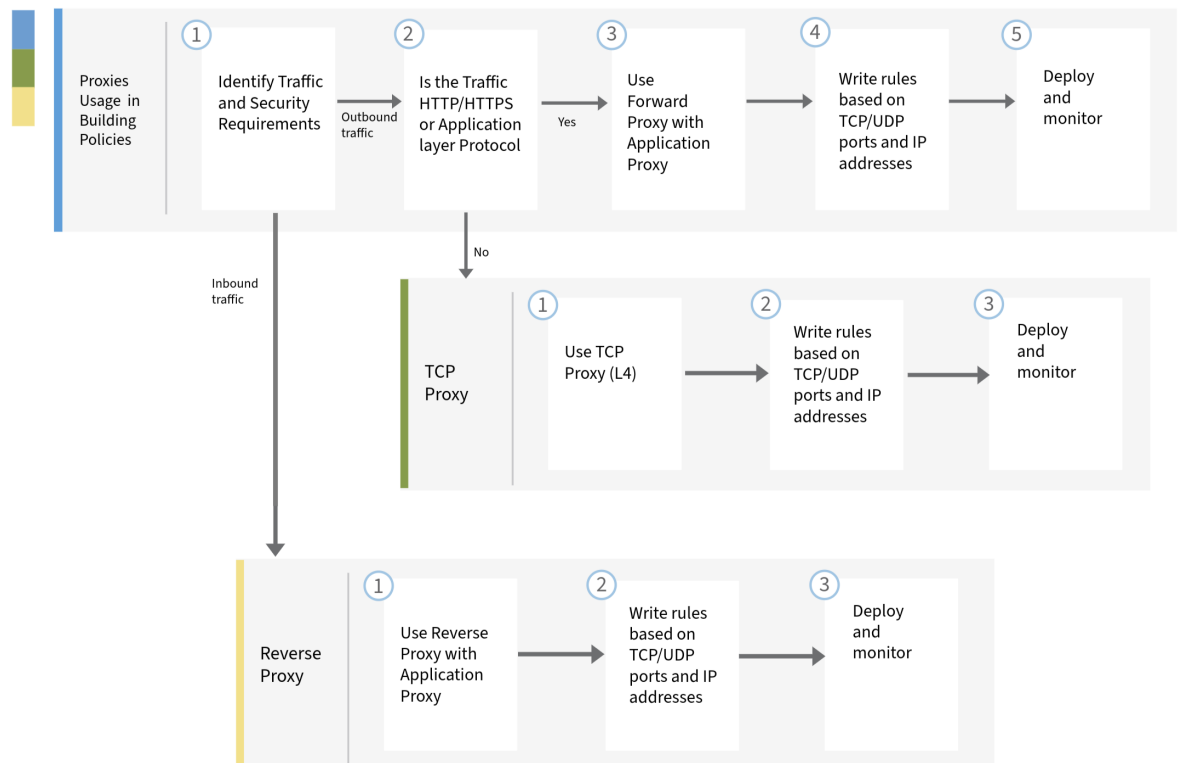 Proxies
Usage in
Building
Policies
1
Identify Traffic
and Security
Requirements
Outbound
traffic
2
Is the Traffic
HTTP/HTTPS
or Application
layer Protocol
Yes
3
Use
Forward
Proxy with
Application
Proxy
4
Write rules
based on
TCP/UDP
ports and IP
addresses
5
Deploy
and
monitor
No
Inbound
traffic
TCP
Proxy
1
Use TCP
Proxy (L4)
2
Write rules
based on
TCP/UDP
ports and IP
addresses
3
Deploy
and
monitor
Reverse
Proxy
1
Use Reverse
Proxy with
Application
Proxy
2
Write rules
based on
TCP/UDP
ports and IP
addresses
3
Deploy
and
monitor